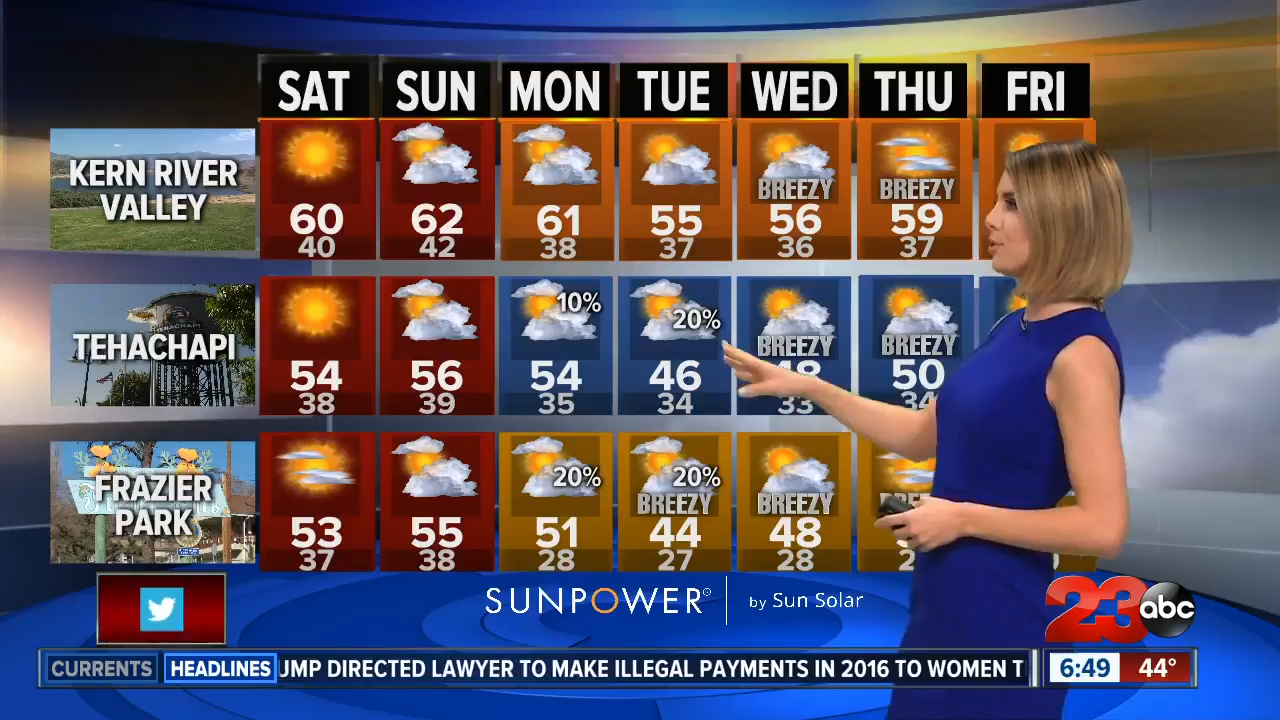 SAT SUN MON TUE WED THU FRI
KERN RIVER
VALLEY
BREEZY BREEZY
60 62 61 55 56 59
40 42 38 37 36 37
TEHACHAPI
10% 20%
BREEZY BREEZY
54 56 54 46 48 50
38 39 35 34 33 34
FRAZIER
PARK
20% 20%
BREEZY BREEZY
53 55 51 44 48
37 38 28 27 28
SUNPOWER® by Sun Solar
23 abc
CURRENTS HEADLINES UMP DIRECTED LAWYER TO MAKE ILLEGAL PAYMENTS IN 2016 TO WOMEN T 6:49 44°